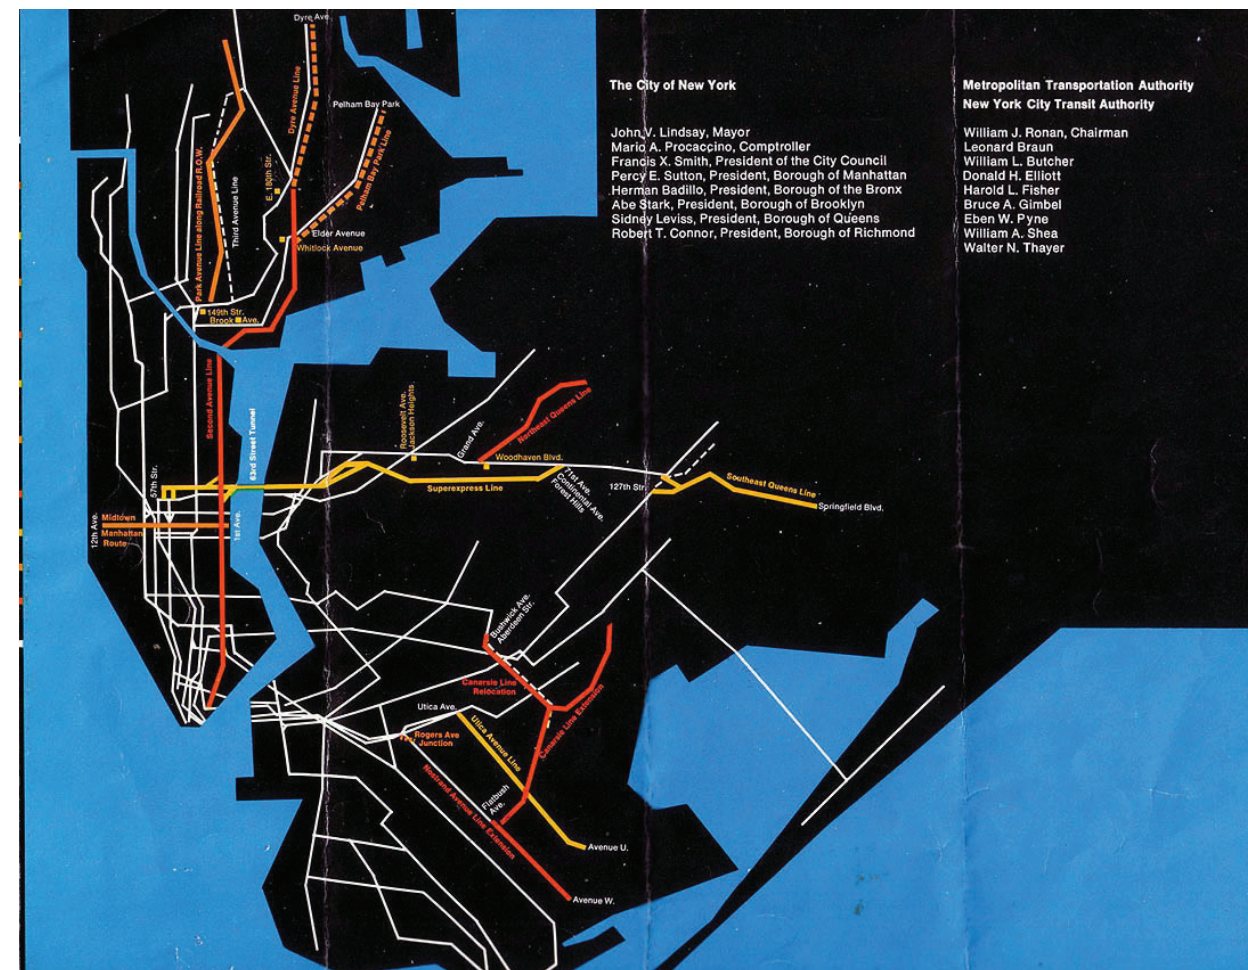 The City of New York
John V. Lindsay, Mayor
Mario A. Procaccino, Comptroller
Francis X. Smith, President of the City Council
Percy E. Sutton, President, Borough of Manhattan
Herman Badillo, President, Borough of the Bronx
Abe Stark, President, Borough of Brooklyn
Sidney Leviss, President, Borough of Queens
Robert T. Connor, President, Borough of Richmond
Metropolitan Transportation Authority
New York City Transit Authority
William J. Ronan, Chairman
Leonard Braun
William L. Butcher
Donald H. Elliott
Harold L. Fisher
Bruce A. Gimbel
Eben W. Pyne
William A. Shea
Walter N. Thayer
Dyre Ave.
Dyre Avenue Line
Pelham Bay Park
Pelham Bay Park Line
E. 180th Str.
Park Avenue Line along Railroad R.O.W.
Third Avenue Line
Elder Avenue
Whitlock Avenue
149th Str.
Brook Ave.
Second Avenue Line
63rd Street Tunnel
Roosevelt Ave.
Jackson Heights
Grand Ave.
Northeast Queens Line
Woodhaven Blvd.
57th Str.
Superexpress Line
71st Ave.
Continental Ave.
Forest Hills
127th Str.
Southeast Queens Line
Springfield Blvd.
12th Ave.
Midtown
Manhattan
Route
1st Ave.
Bushwick Ave.
Aberdeen Str.
Canarsie Line
Relocation
Canarsie Line Extension
Utica Ave.
Utica Avenue Line
Rogers Ave
Junction
Nostrand Avenue Line Extension
Flatbush
Ave.
Avenue U.
Avenue W.